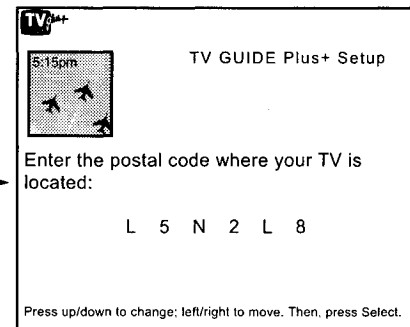 TV Guide+
TV GUIDE Plus+ Setup
5:15pm
Enter the postal code where your TV is
located:
L 5 N 2 L 8
Press up/down to change; left/right to move. Then, press Select.